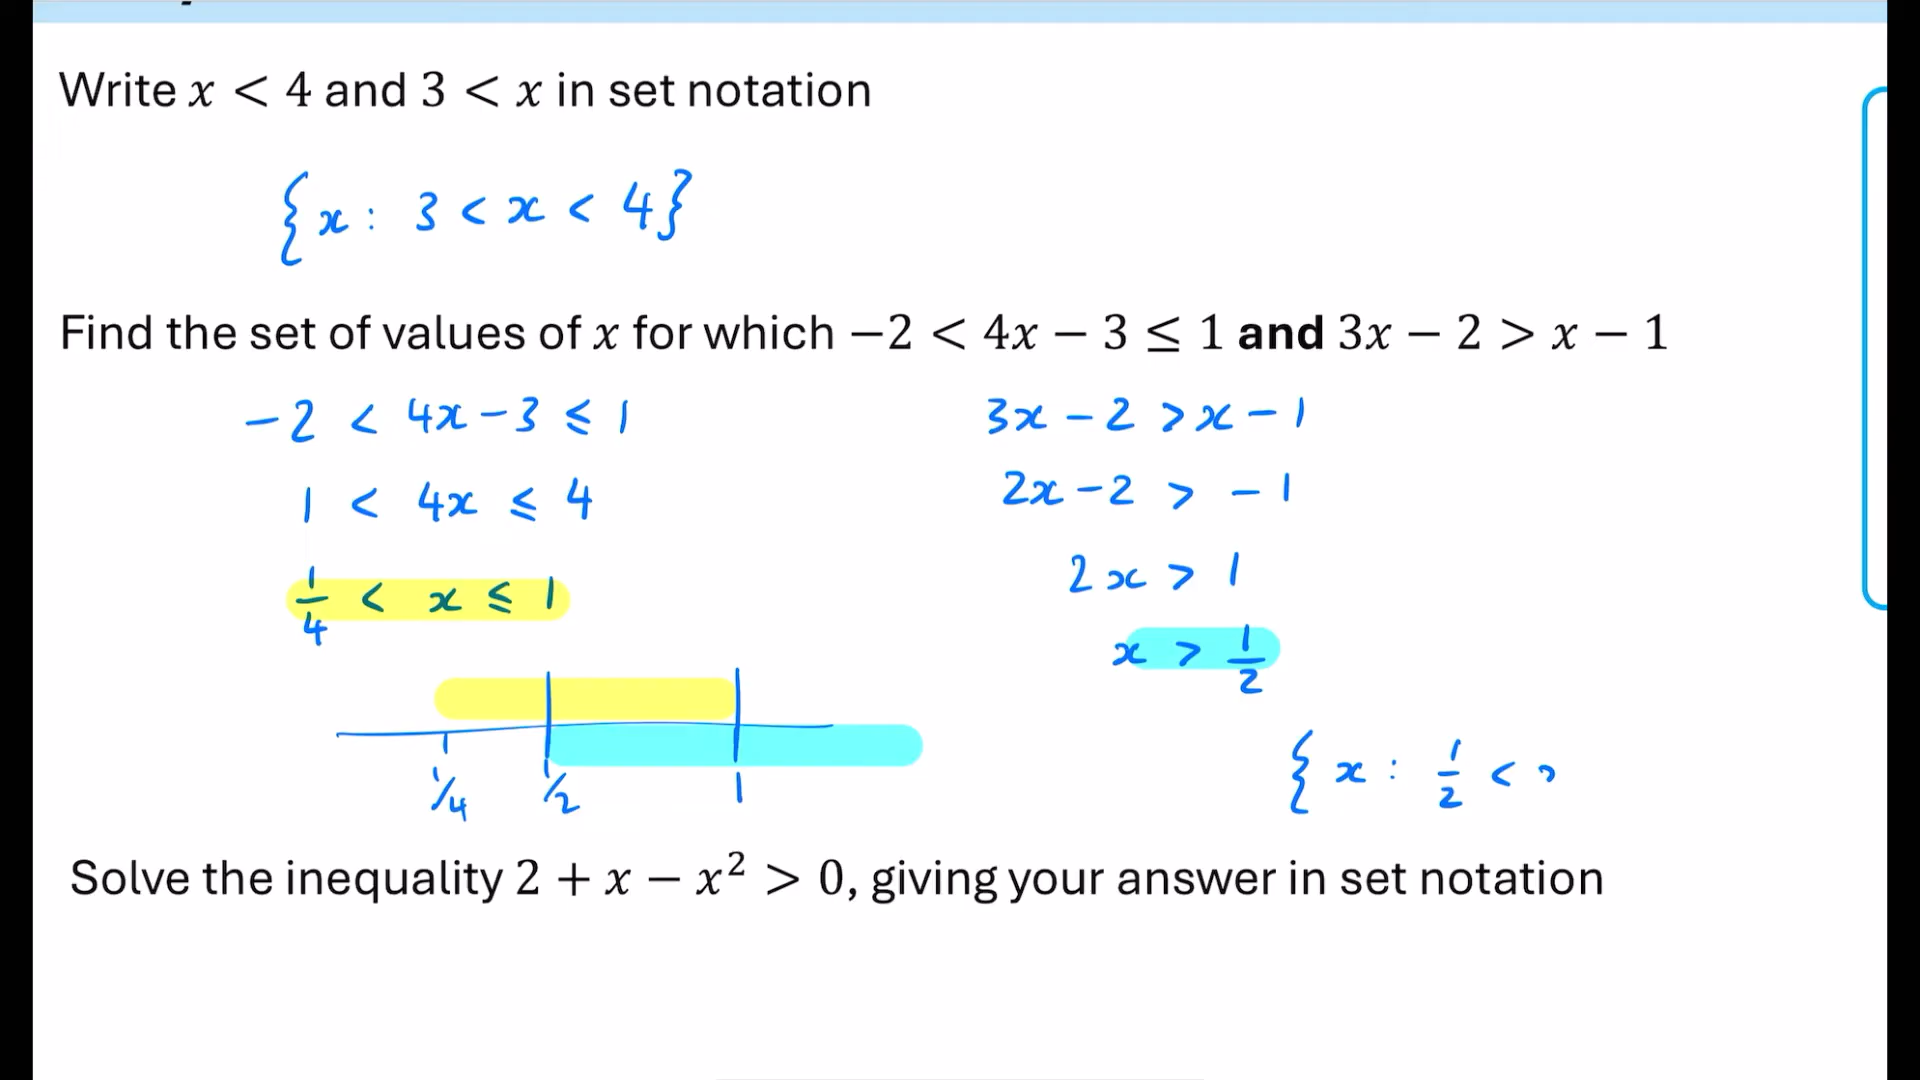 Write x < 4 and 3 < x in set notation
{x: 3 < x < 4}
Find the set of values of x for which −2 < 4x − 3 ≤ 1 and 3x − 2 > x − 1
−2 < 4x − 3 ≤ 1
1 < 4x ≤ 4
1/4 < x ≤ 1
3x − 2 > x − 1
2x − 2 > −1
2x > 1
x > 1/2
1/4 1/2 1
{x: 1/2 <
Solve the inequality 2 + x − x² > 0, giving your answer in set notation